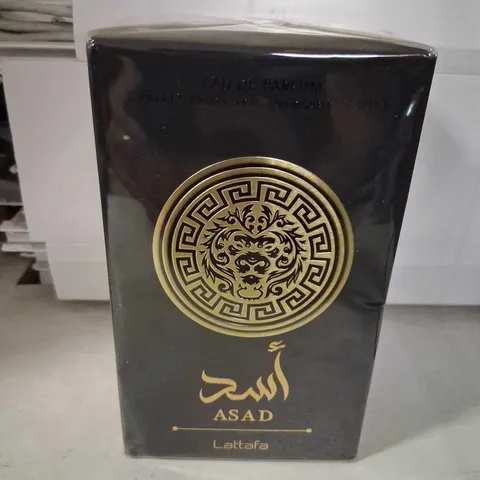 EAU DE PARFUM
أسد
ASAD
Lattafa